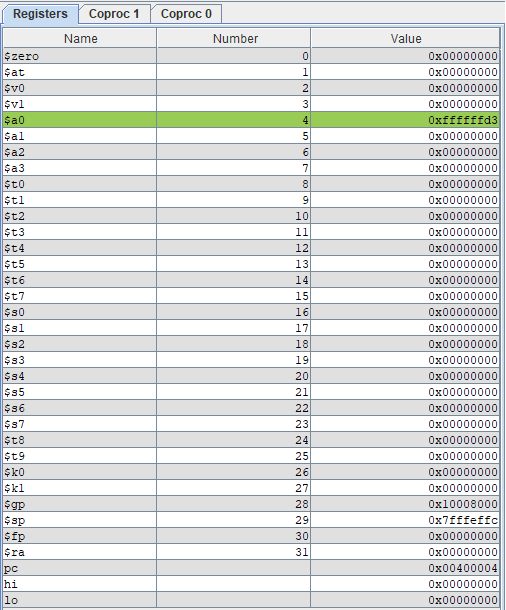 Registers Coproc 1 Coproc 0
Name Number Value
$zero 0 0x00000000
$at 1 0x00000000
$v0 2 0x00000000
$v1 3 0x00000000
$a0 4 0xffffffd3
$a1 5 0x00000000
$a2 6 0x00000000
$a3 7 0x00000000
$t0 8 0x00000000
$t1 9 0x00000000
$t2 10 0x00000000
$t3 11 0x00000000
$t4 12 0x00000000
$t5 13 0x00000000
$t6 14 0x00000000
$t7 15 0x00000000
$s0 16 0x00000000
$s1 17 0x00000000
$s2 18 0x00000000
$s3 19 0x00000000
$s4 20 0x00000000
$s5 21 0x00000000
$s6 22 0x00000000
$s7 23 0x00000000
$t8 24 0x00000000
$t9 25 0x00000000
$k0 26 0x00000000
$k1 27 0x00000000
$gp 28 0x10008000
$sp 29 0x7fffeffc
$fp 30 0x00000000
$ra 31 0x00000000
pc 0x00400004
hi 0x00000000
lo 0x00000000